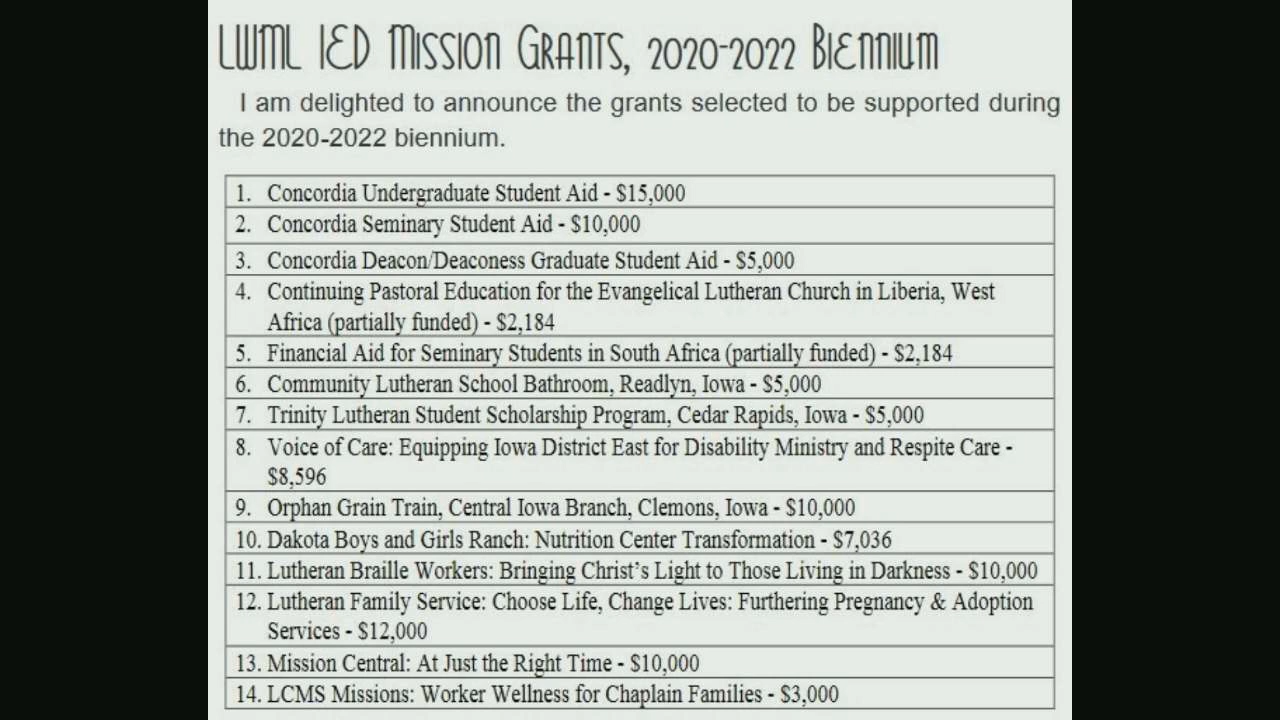 LWML IED Mission Grants, 2020-2022 Biennium
I am delighted to announce the grants selected to be supported during
the 2020-2022 biennium.
1. Concordia Undergraduate Student Aid - $15,000
2. Concordia Seminary Student Aid - $10,000
3. Concordia Deacon/Deaconess Graduate Student Aid - $5,000
4. Continuing Pastoral Education for the Evangelical Lutheran Church in Liberia, West
Africa (partially funded) - $2,184
5. Financial Aid for Seminary Students in South Africa (partially funded) - $2,184
6. Community Lutheran School Bathroom, Readlyn, Iowa - $5,000
7. Trinity Lutheran Student Scholarship Program, Cedar Rapids, Iowa - $5,000
8. Voice of Care: Equipping Iowa District East for Disability Ministry and Respite Care -
$8,596
9. Orphan Grain Train, Central Iowa Branch, Clemons, Iowa - $10,000
10. Dakota Boys and Girls Ranch: Nutrition Center Transformation - $7,036
11. Lutheran Braille Workers: Bringing Christ's Light to Those Living in Darkness - $10,000
12. Lutheran Family Service: Choose Life, Change Lives: Furthering Pregnancy & Adoption
Services - $12,000
13. Mission Central: At Just the Right Time - $10,000
14. LCMS Missions: Worker Wellness for Chaplain Families - $3,000